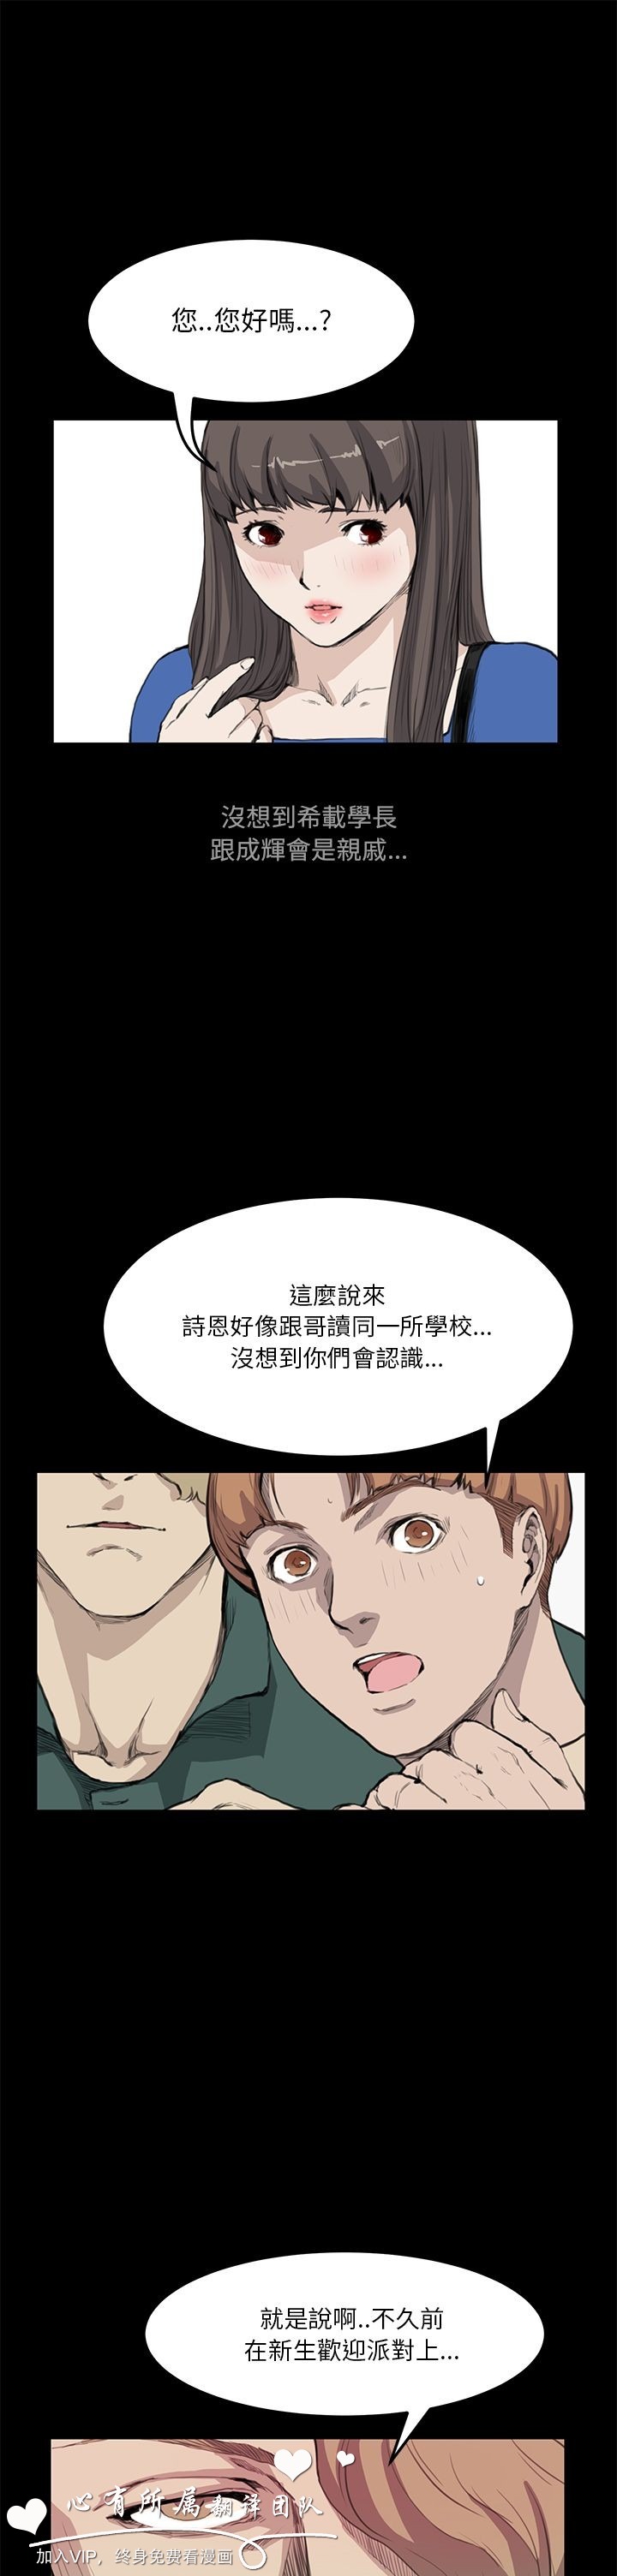 您..您好嗎...?
沒想到希載學長
跟成輝會是親戚...
這麼說來
詩恩好像跟哥讀同一所學校...
沒想到你們會認識...
就是說啊..不久前
在新生歡迎派對上...
心有所属翻译团队
加入VIP，终身免费看漫画